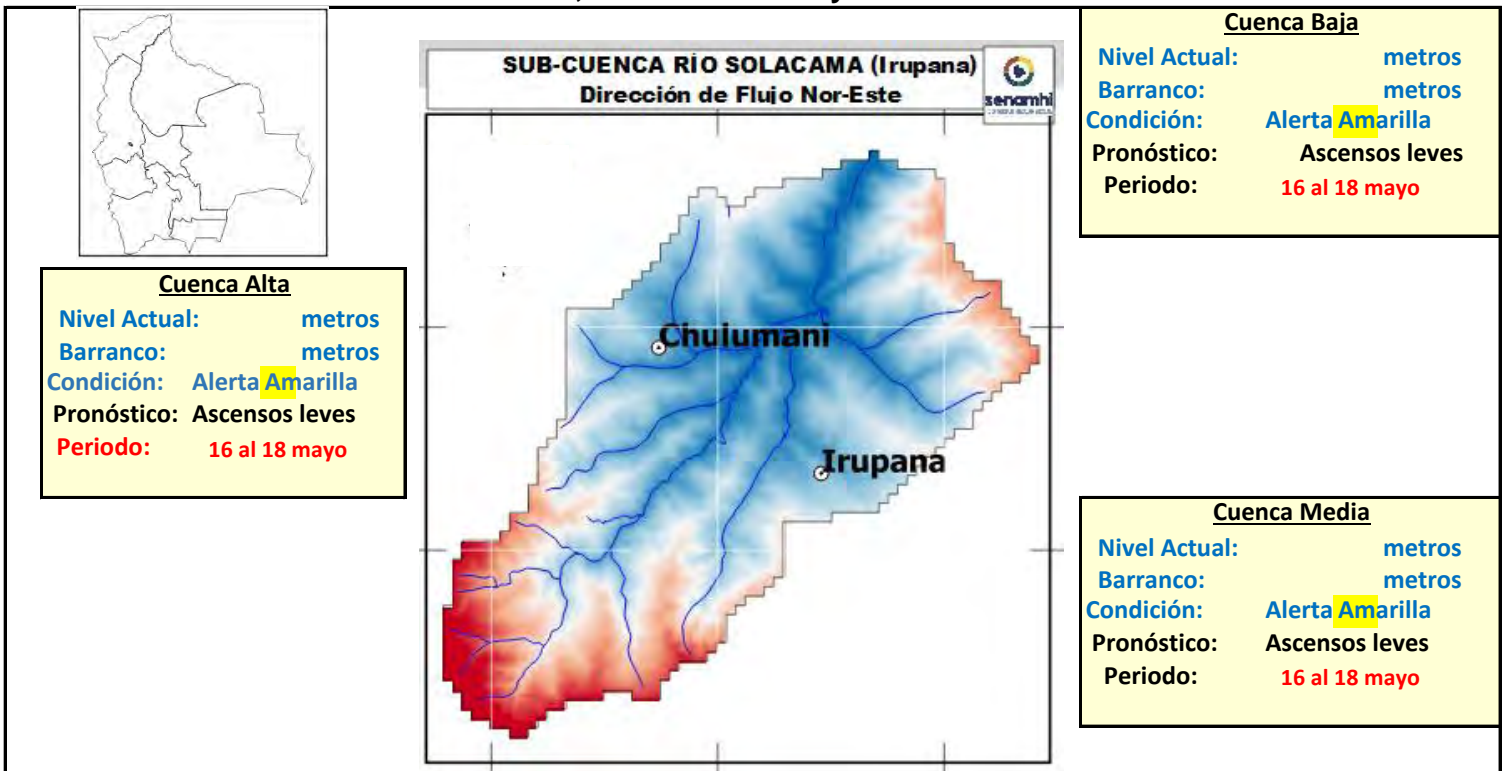 SUB-CUENCA RÍO SOLACAMA (Irupana)
Dirección de Flujo Nor-Este
senamhi
Chulumani
Irupana
Cuenca Alta
Nivel Actual: metros
Barranco: metros
Condición: Alerta Amarilla
Pronóstico: Ascensos leves
Periodo: 16 al 18 mayo
Cuenca Baja
Nivel Actual: metros
Barranco: metros
Condición: Alerta Amarilla
Pronóstico: Ascensos leves
Periodo: 16 al 18 mayo
Cuenca Media
Nivel Actual: metros
Barranco: metros
Condición: Alerta Amarilla
Pronóstico: Ascensos leves
Periodo: 16 al 18 mayo